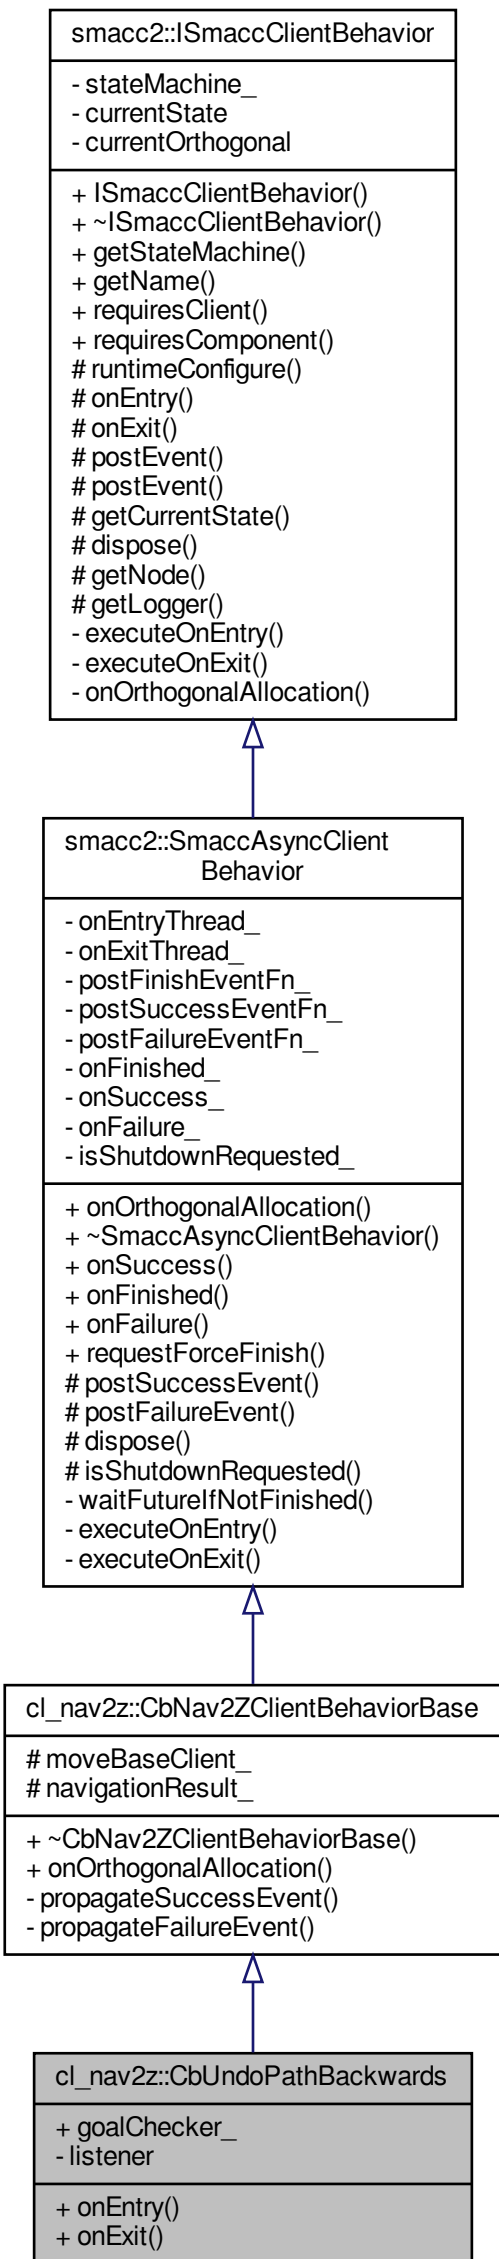 smacc2::ISmaccClientBehavior
- stateMachine_
- currentState
- currentOrthogonal
+ ISmaccClientBehavior()
+ ~ISmaccClientBehavior()
+ getStateMachine()
+ getName()
+ requiresClient()
+ requiresComponent()
# runtimeConfigure()
# onEntry()
# onExit()
# postEvent()
# postEvent()
# getCurrentState()
# dispose()
# getNode()
# getLogger()
- executeOnEntry()
- executeOnExit()
- onOrthogonalAllocation()
smacc2::SmaccAsyncClient
Behavior
- onEntryThread_
- onExitThread_
- postFinishEventFn_
- postSuccessEventFn_
- postFailureEventFn_
- onFinished_
- onSuccess_
- onFailure_
- isShutdownRequested_
+ onOrthogonalAllocation()
+ ~SmaccAsyncClientBehavior()
+ onSuccess()
+ onFinished()
+ onFailure()
+ requestForceFinish()
# postSuccessEvent()
# postFailureEvent()
# dispose()
# isShutdownRequested()
- waitFutureIfNotFinished()
- executeOnEntry()
- executeOnExit()
cl_nav2z::CbNav2ZClientBehaviorBase
# moveBaseClient_
# navigationResult_
+ ~CbNav2ZClientBehaviorBase()
+ onOrthogonalAllocation()
- propagateSuccessEvent()
- propagateFailureEvent()
cl_nav2z::CbUndoPathBackwards
+ goalChecker_
- listener
+ onEntry()
+ onExit()